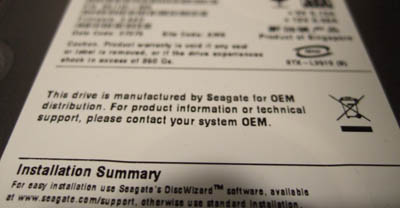 Product of Singapore
Caution: Product warranty is void if any seal
or label is removed, or if the drive experiences
shock in excess of 350 Gs.
This drive is manufactured by Seagate for OEM
distribution. For product information or technical
support, please contact your system OEM.
Installation Summary
For easy installation use Seagate's DiscWizard™ software, available
at www.seagate.com/support, otherwise use standard installation.